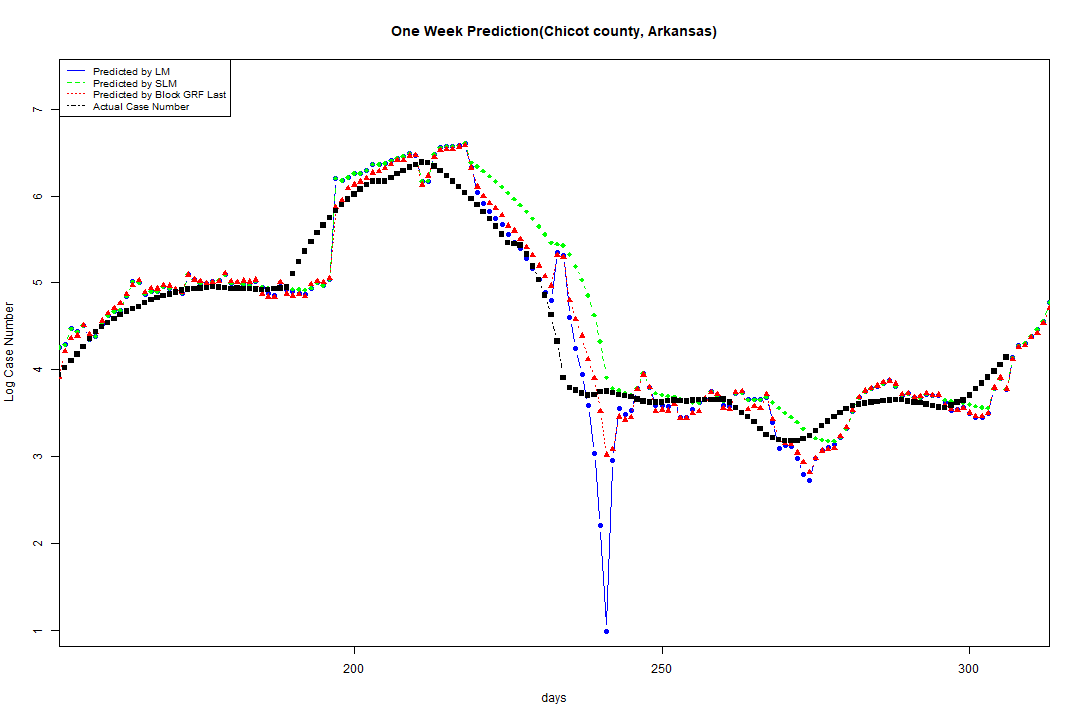 One Week Prediction(Chicot county, Arkansas)
Predicted by LM
Predicted by SLM
Predicted by Block GRF Last
Actual Case Number
7
6
5
4
3
2
1
Log Case Number
200
250
300
days